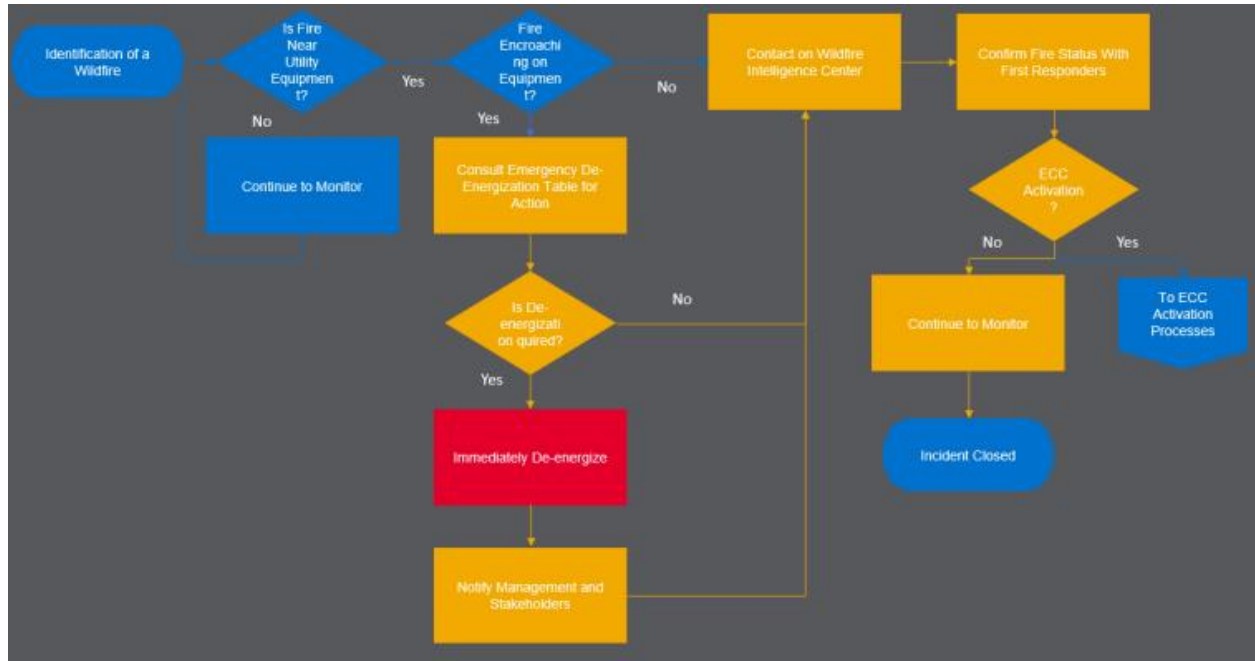 Identification of a
Wildfire
Is Fire
Near
Utility
Equipmen
t?
Yes
No
Continue to Monitor
Fire
Encroachi
ng on
Equipmen
t?
No
Yes
Consult Emergency De-
Energization Table for
Action
Is De-
energizati
on quired?
No
Yes
Immediately De-energize
Notify Management and
Stakeholders
Contact on Wildfire
Intelligence Center
Confirm Fire Status With
First Responders
ECC
Activation
?
No
Yes
Continue to Monitor
To ECC
Activation
Processes
Incident Closed